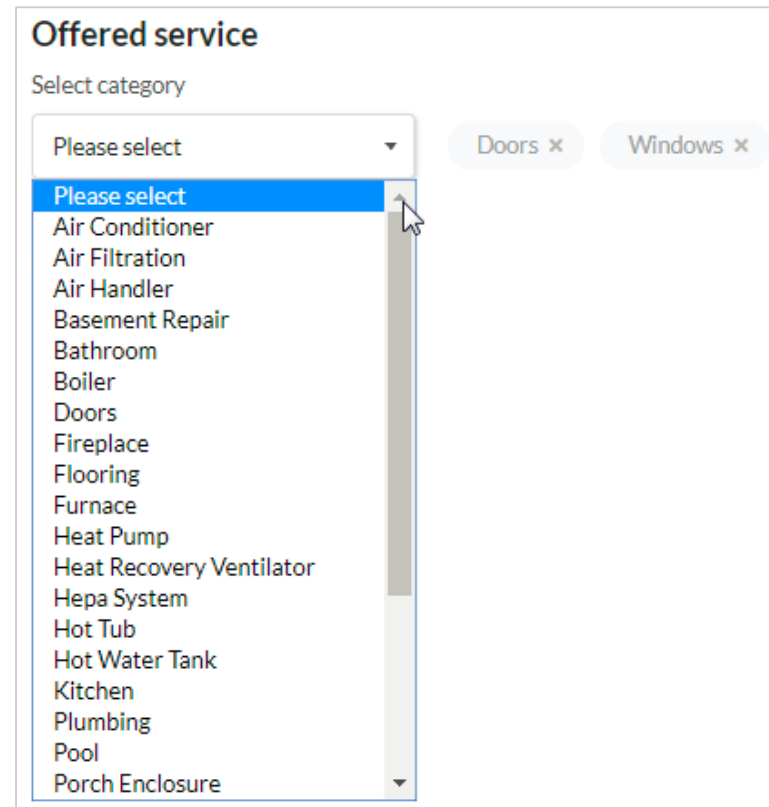 Offered service
Select category
Please select
Doors × Windows ×
Please select
Air Conditioner
Air Filtration
Air Handler
Basement Repair
Bathroom
Boiler
Doors
Fireplace
Flooring
Furnace
Heat Pump
Heat Recovery Ventilator
Hepa System
Hot Tub
Hot Water Tank
Kitchen
Plumbing
Pool
Porch Enclosure